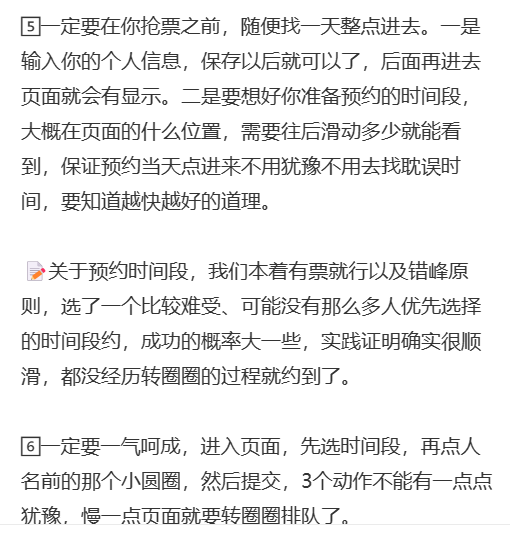 5️⃣一定要在你抢票之前，随便找一天整点进去。一是
输入你的个人信息，保存以后就可以了，后面再进去
页面就会有显示。二是要想好你准备预约的时间段，
大概在页面的什么位置，需要往后滑动多少就能看
到，保证预约当天点进来不用犹豫不用去找耽误时
间，要知道越快越好的道理。
📝关于预约时间段，我们本着有票就行以及错峰原
则，选了一个比较难受、可能没有那么多人优先选择
的时间段约，成功的概率大一些，实践证明确实很顺
滑，都没经历转圈圈的过程就约到了。
6️⃣一定要一气呵成，进入页面，先选时间段，再点人
名前的那个小圆圈，然后提交，3个动作不能有一点点
犹豫，慢一点页面就要转圈圈排队了。